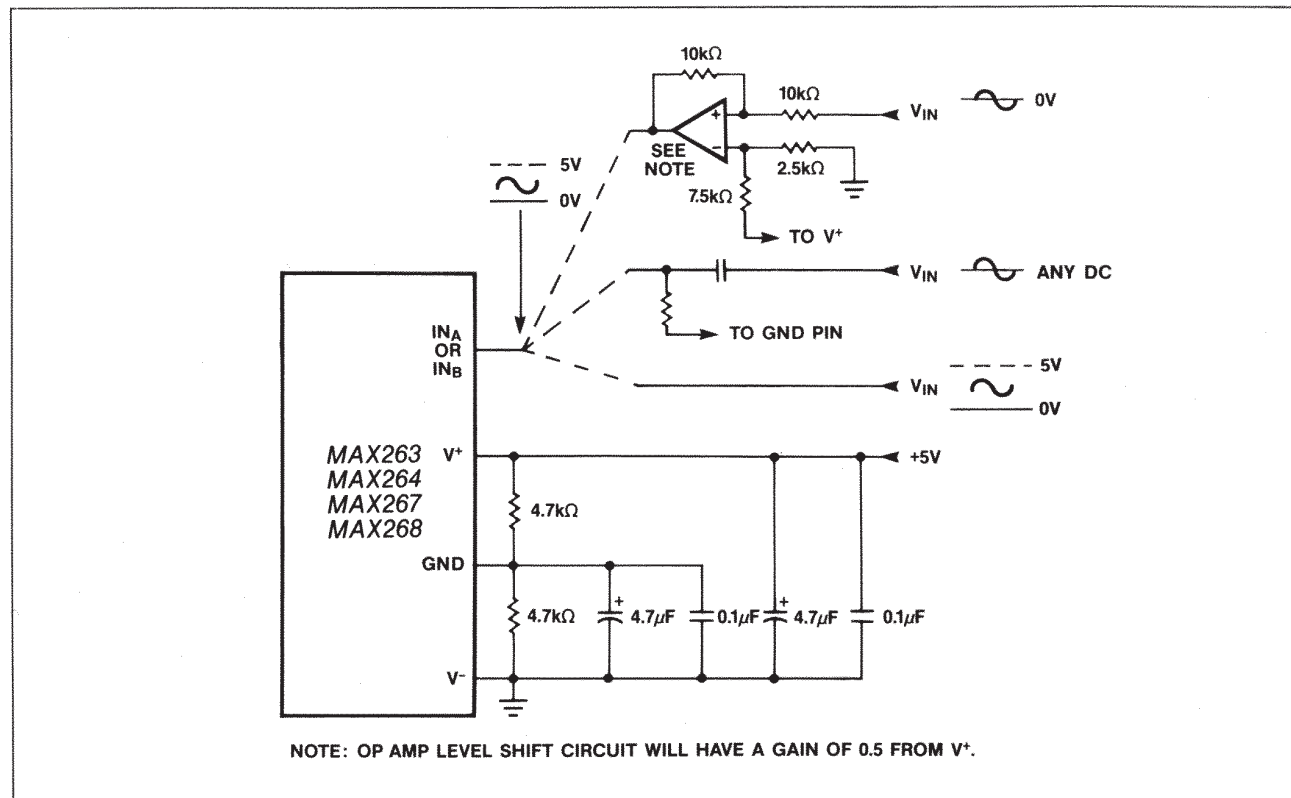 10kΩ
10kΩ
+
VIN
0V
SEE
NOTE
−
2.5kΩ
7.5kΩ
TO V+
5V
0V
VIN
ANY DC
TO GND PIN
INA
OR
INB
VIN
5V
0V
MAX263
MAX264
MAX267
MAX268
V+
+5V
4.7kΩ
GND
4.7kΩ
+
4.7μF
0.1μF
+
4.7μF
0.1μF
V−
NOTE: OP AMP LEVEL SHIFT CIRCUIT WILL HAVE A GAIN OF 0.5 FROM V+.